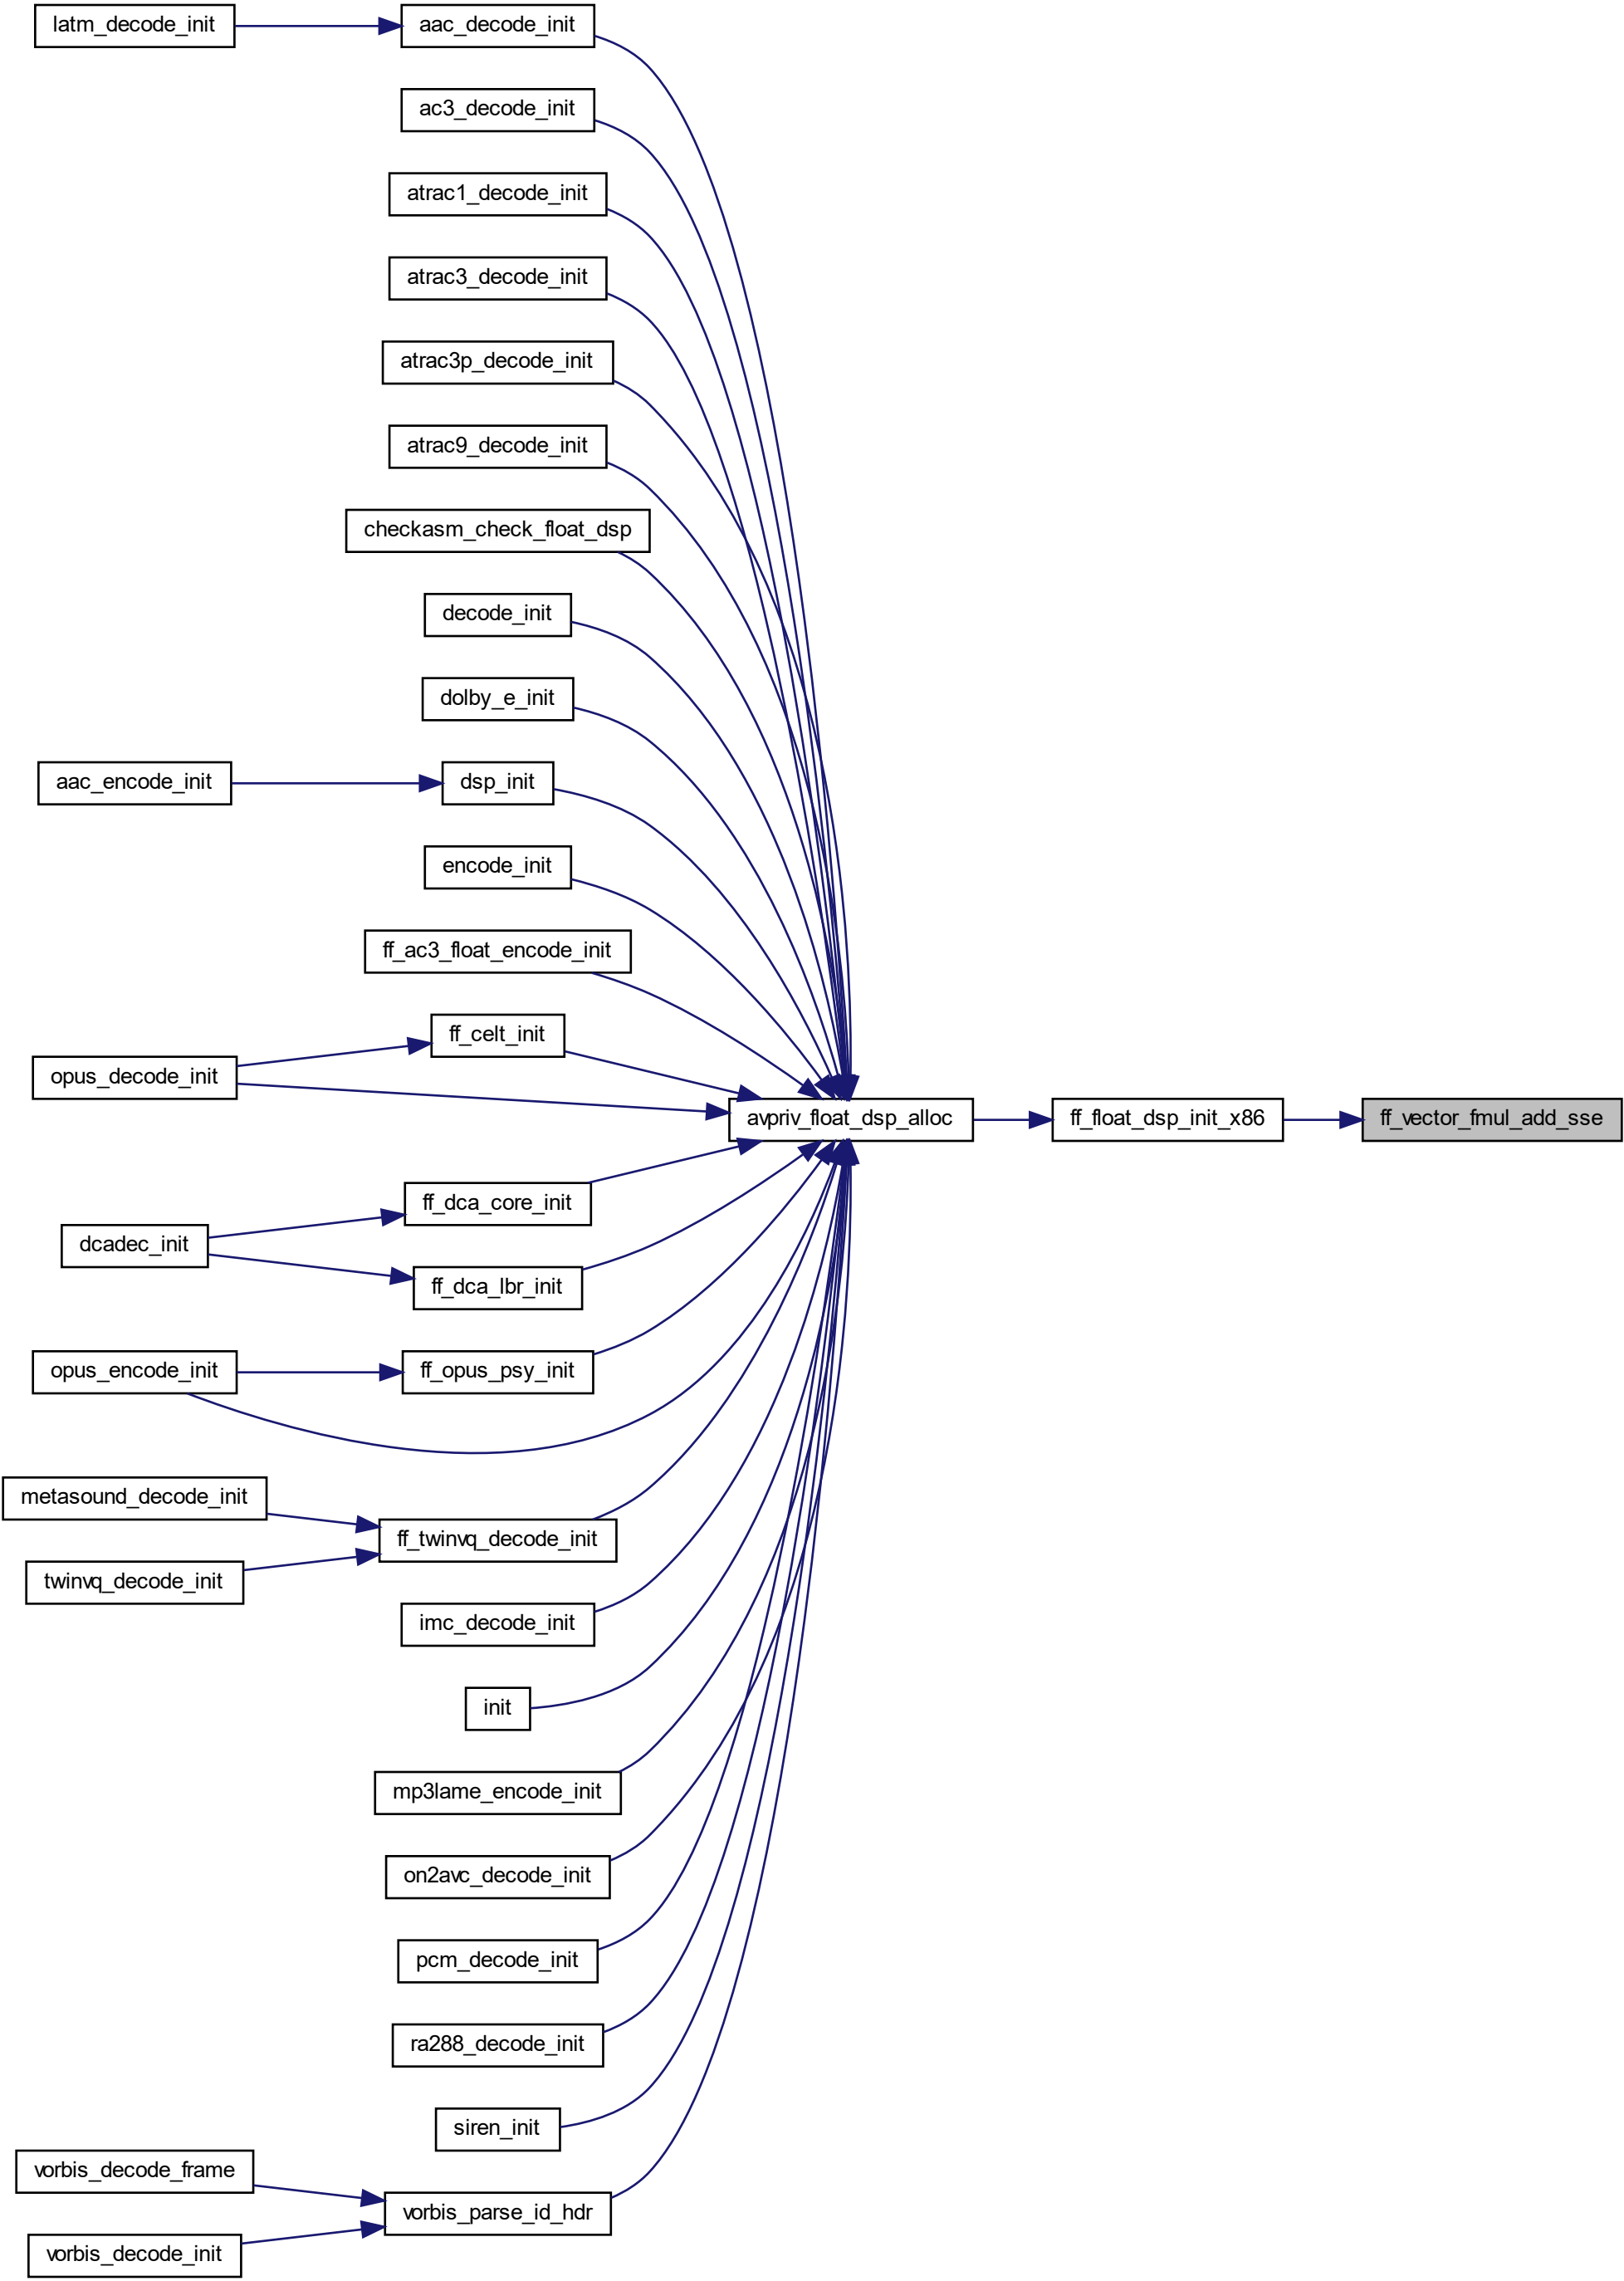 latm_decode_init
aac_decode_init
ac3_decode_init
atrac1_decode_init
atrac3_decode_init
atrac3p_decode_init
atrac9_decode_init
checkasm_check_float_dsp
decode_init
dolby_e_init
aac_encode_init
dsp_init
encode_init
ff_ac3_float_encode_init
ff_celt_init
opus_decode_init
avpriv_float_dsp_alloc
ff_float_dsp_init_x86
ff_vector_fmul_add_sse
ff_dca_core_init
dcadec_init
ff_dca_lbr_init
opus_encode_init
ff_opus_psy_init
metasound_decode_init
ff_twinvq_decode_init
twinvq_decode_init
imc_decode_init
init
mp3lame_encode_init
on2avc_decode_init
pcm_decode_init
ra288_decode_init
siren_init
vorbis_decode_frame
vorbis_parse_id_hdr
vorbis_decode_init